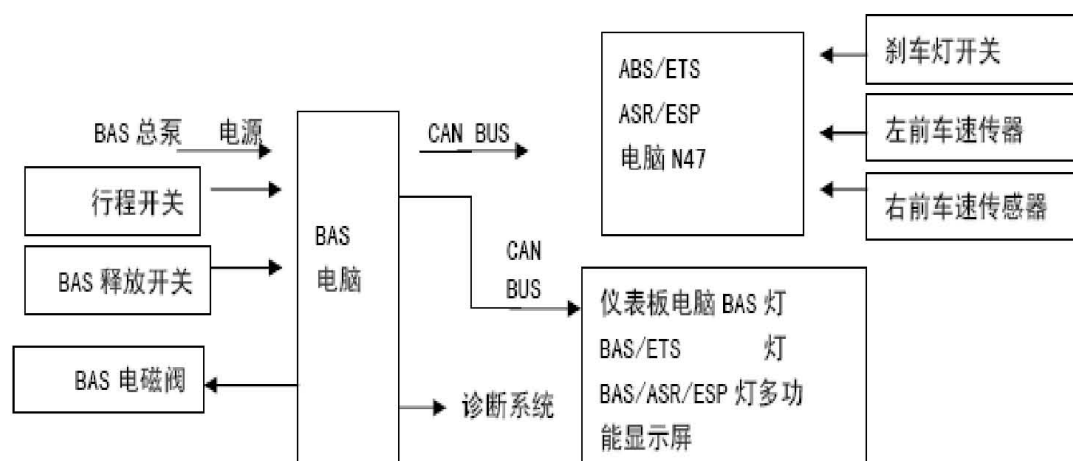 BAS 总泵 电源
行程开关
BAS 释放开关
BAS 电磁阀
BAS
电脑
CAN BUS
CAN
BUS
诊断系统
ABS/ETS
ASR/ESP
电脑 N47
刹车灯开关
左前车速传器
右前车速传感器
仪表板电脑 BAS 灯
BAS/ETS 灯
BAS/ASR/ESP 灯多功
能显示屏